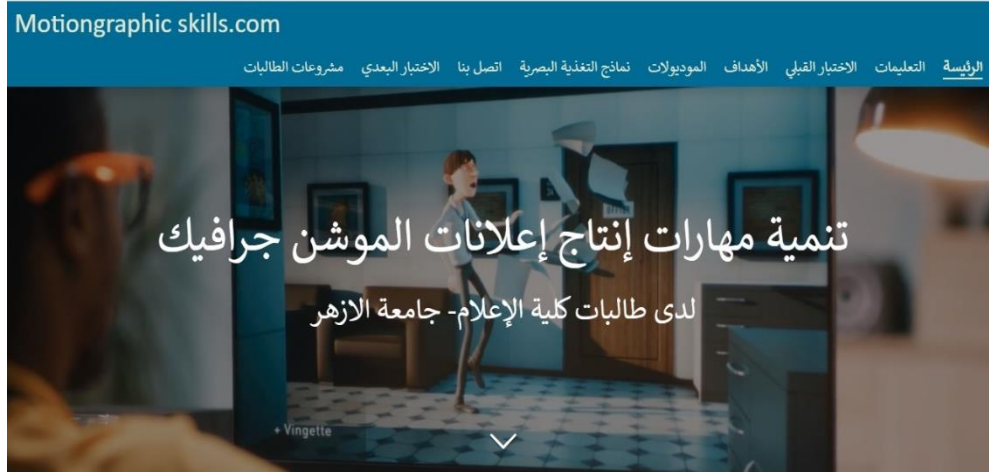 Motiongraphic skills.com
الرئيسة التعليمات الاختبار القبلي الأهداف الموديولات نماذج التغذية البصرية اتصل بنا الاختبار البعدي مشروعات الطالبات
تنمية مهارات إنتاج إعلانات الموشن جرافيك
لدى طالبات كلية الإعلام- جامعة الازهر
+ Vingette